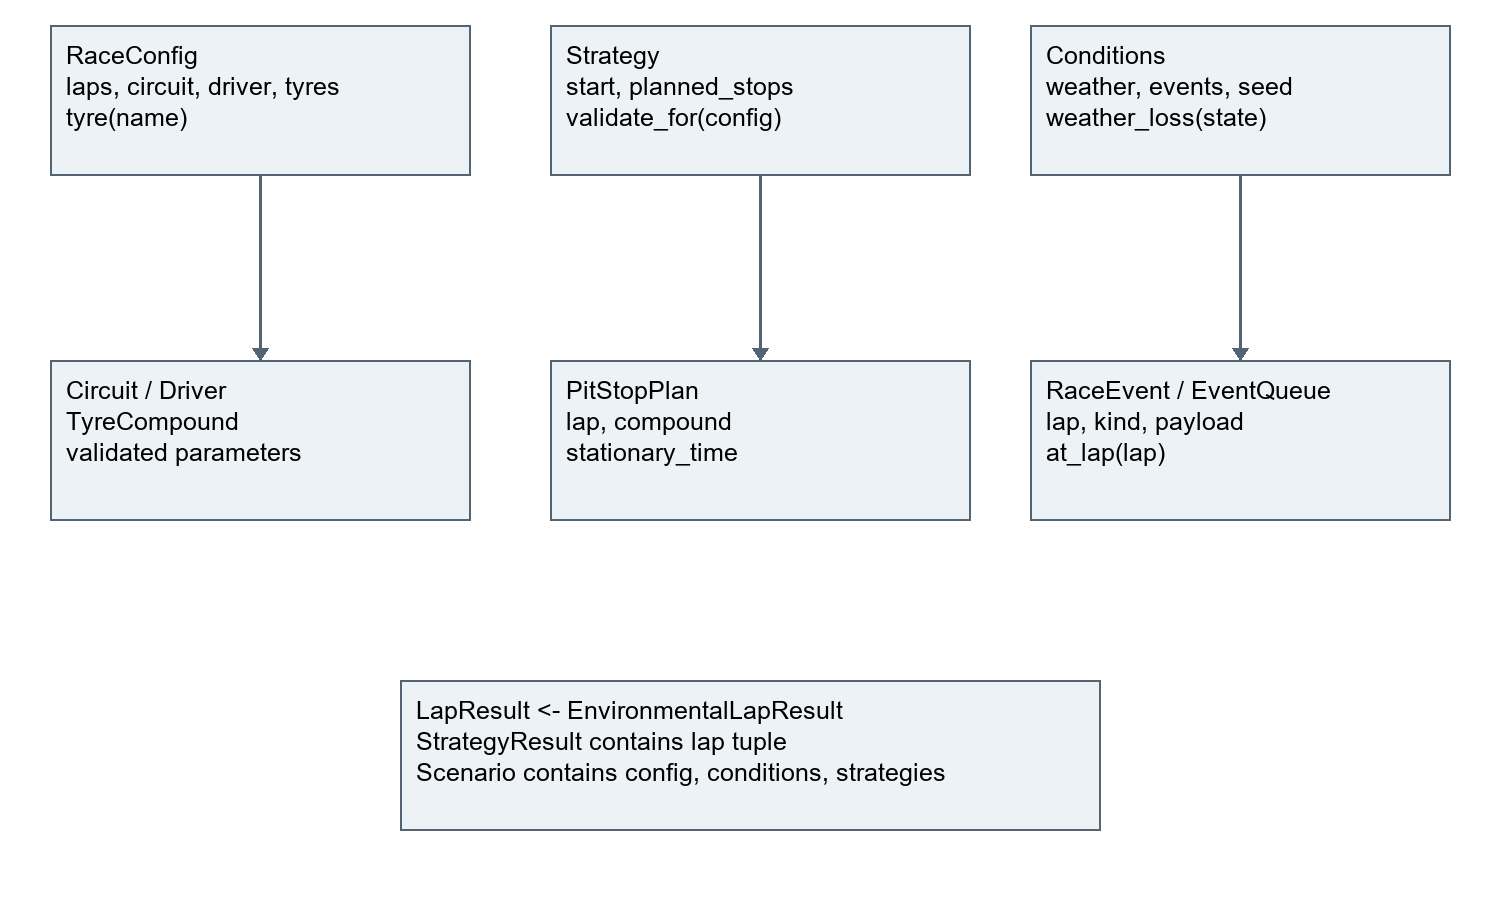 RaceConfig
laps, circuit, driver, tyres
tyre(name)
Strategy
start, planned_stops
validate_for(config)
Conditions
weather, events, seed
weather_loss(state)
Circuit / Driver
TyreCompound
validated parameters
PitStopPlan
lap, compound
stationary_time
RaceEvent / EventQueue
lap, kind, payload
at_lap(lap)
LapResult <- EnvironmentalLapResult
StrategyResult contains lap tuple
Scenario contains config, conditions, strategies